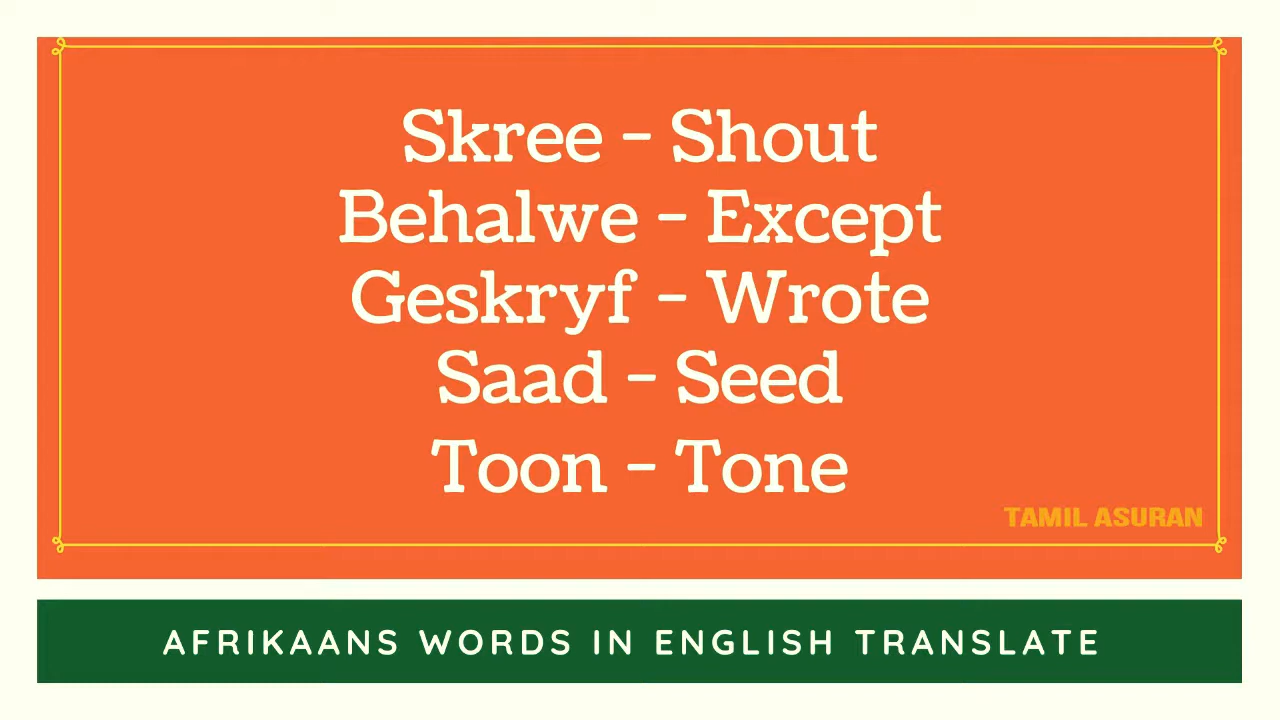 Skree - Shout
Behalwe - Except
Geskryf - Wrote
Saad - Seed
Toon - Tone
TAMIL ASURAN
AFRIKAANS WORDS IN ENGLISH TRANSLATE